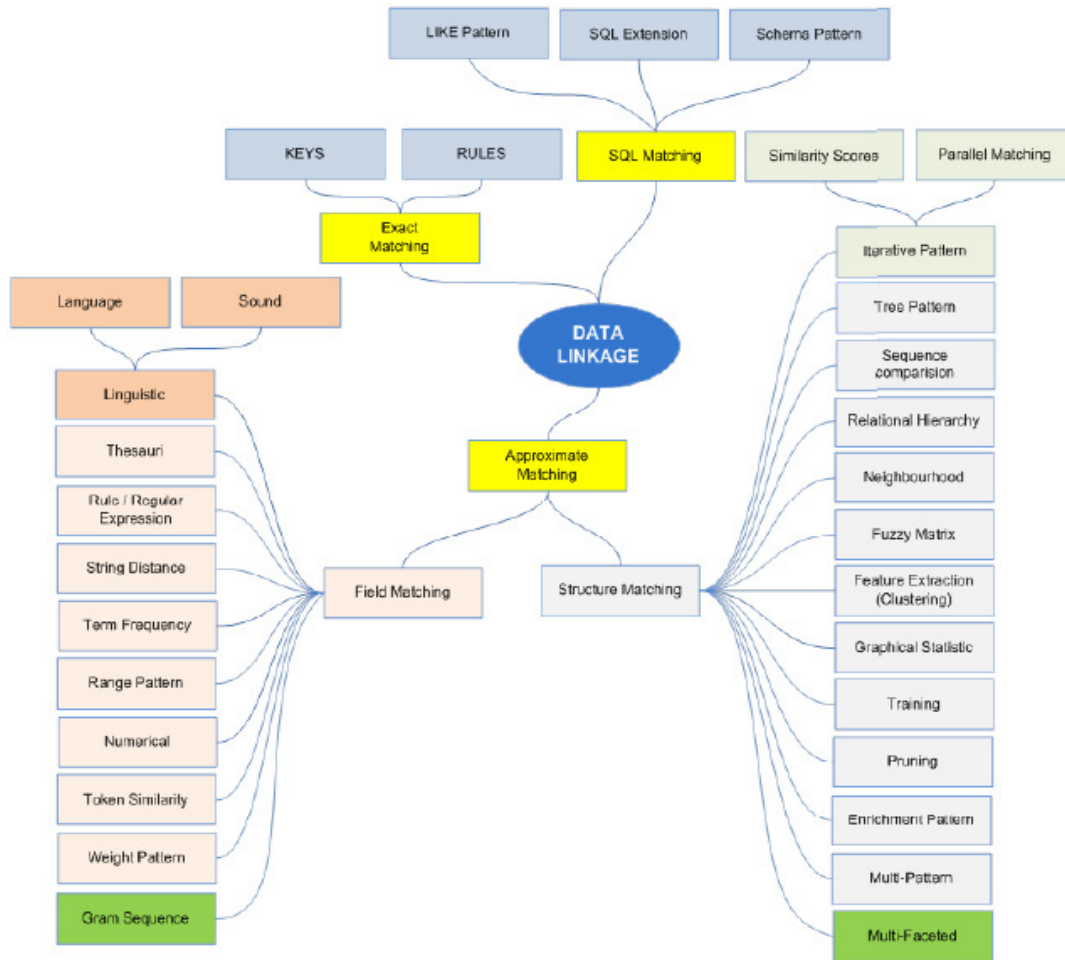 LIKE Pattern
SQL Extension
Schema Pattern
KEYS
RULES
SQL Matching
Similarity Scores
Parallel Matching
Exact
Matching
Iterative Pattern
Language
Sound
Tree Pattern
DATA
LINKAGE
Sequence
comparision
Linguistic
Relational Hierarchy
Thesauri
Approximate
Matching
Neighbourhood
Rule / Regular
Expression
Fuzzy Matrix
String Distance
Field Matching
Structure Matching
Feature Extraction
(Clustering)
Term Frequency
Graphical Statistic
Range Pattern
Training
Numerical
Pruning
Token Similarity
Enrichment Pattern
Weight Pattern
Multi-Pattern
Gram Sequence
Multi-Faceted